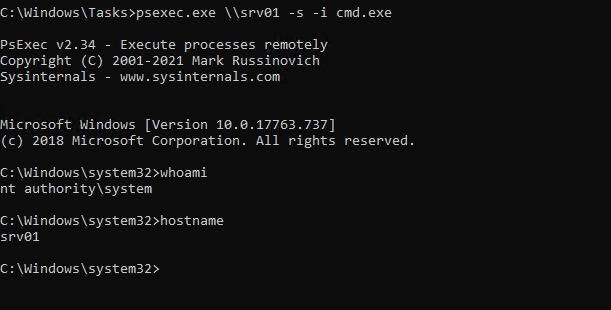 C:\Windows\Tasks>psexec.exe \\srv01 -s -i cmd.exe
PsExec v2.34 - Execute processes remotely
Copyright (C) 2001-2021 Mark Russinovich
Sysinternals - www.sysinternals.com
Microsoft Windows [Version 10.0.17763.737]
(c) 2018 Microsoft Corporation. All rights reserved.
C:\Windows\system32>whoami
nt authority\system
C:\Windows\system32>hostname
srv01
C:\Windows\system32>